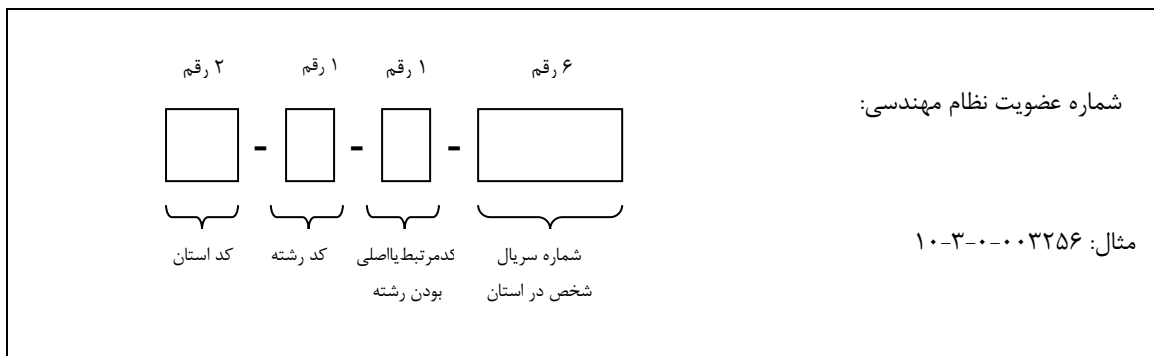 شماره عضویت نظام مهندسی:
۶ رقم ۱ رقم ۱ رقم ۲ رقم
- - -
شماره سریال کدمرتبط‌یااصلی کد رشته کد استان
شخص در استان بودن رشته
مثال: ۱۰-۳-۰-۰۰۳۲۵۶